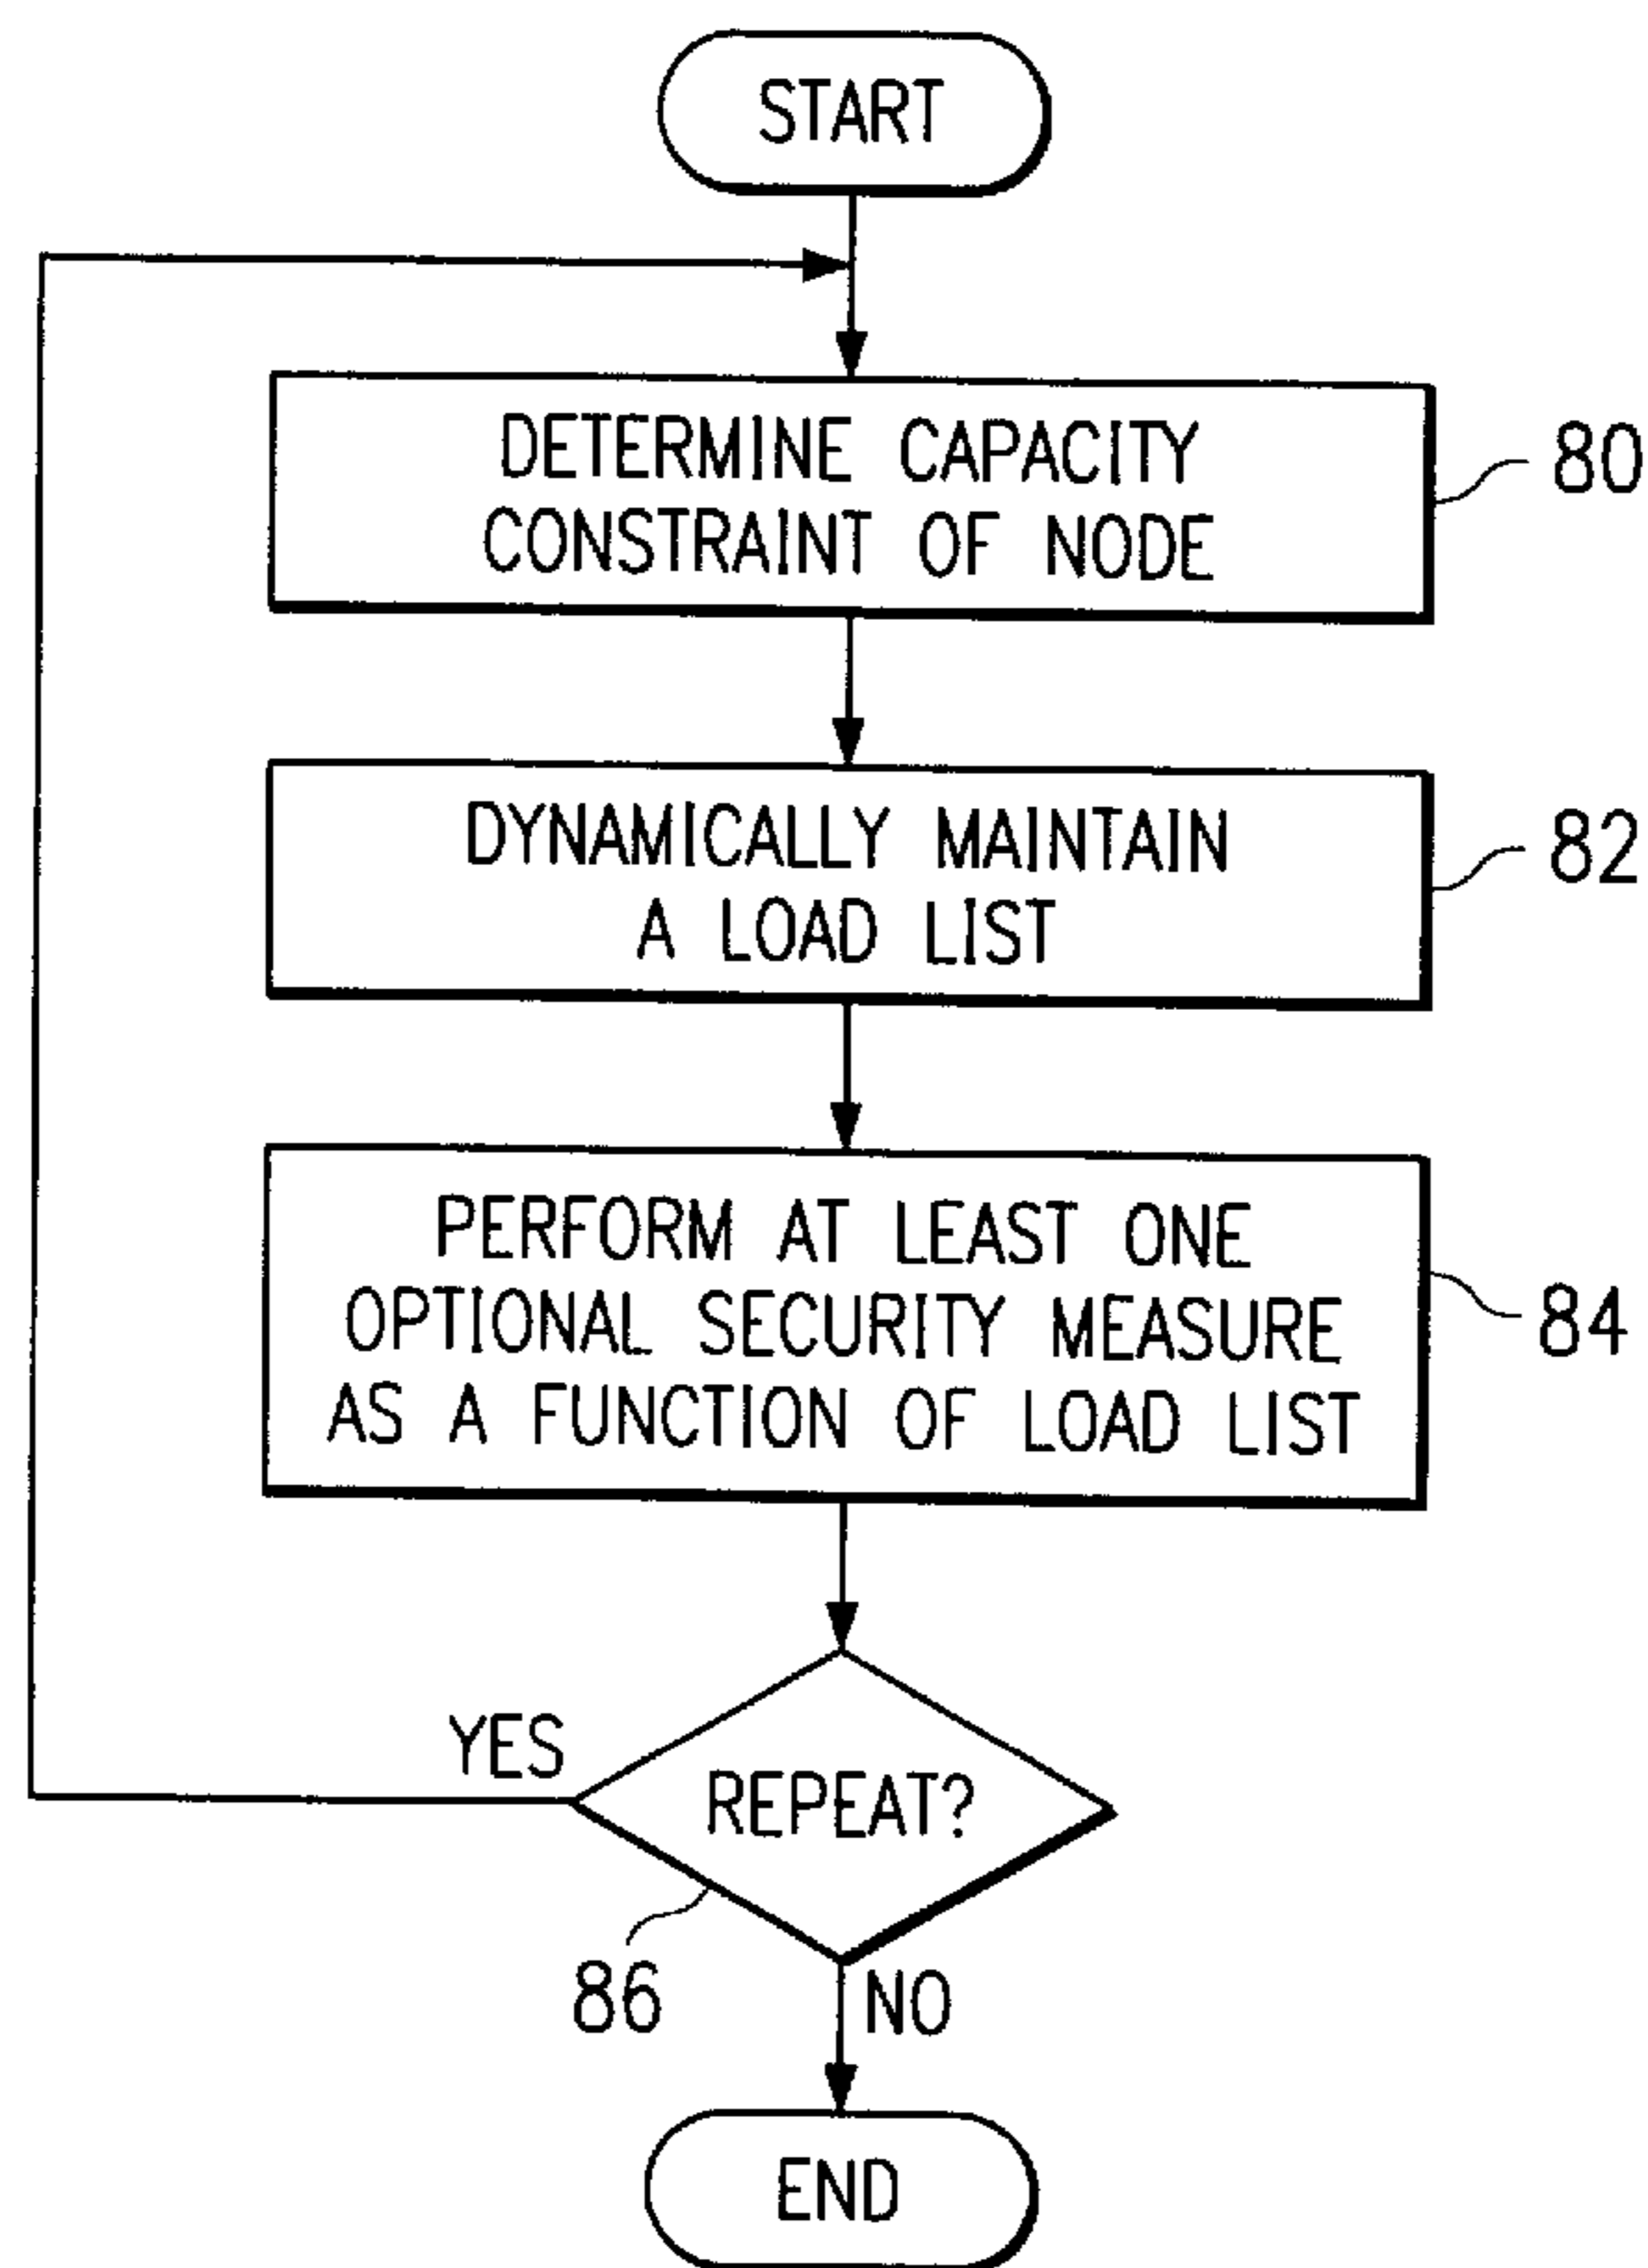 START
DETERMINE CAPACITY
CONSTRAINT OF NODE
80
DYNAMICALLY MAINTAIN
A LOAD LIST
82
PERFORM AT LEAST ONE
OPTIONAL SECURITY MEASURE
AS A FUNCTION OF LOAD LIST
84
YES
REPEAT?
86
NO
END